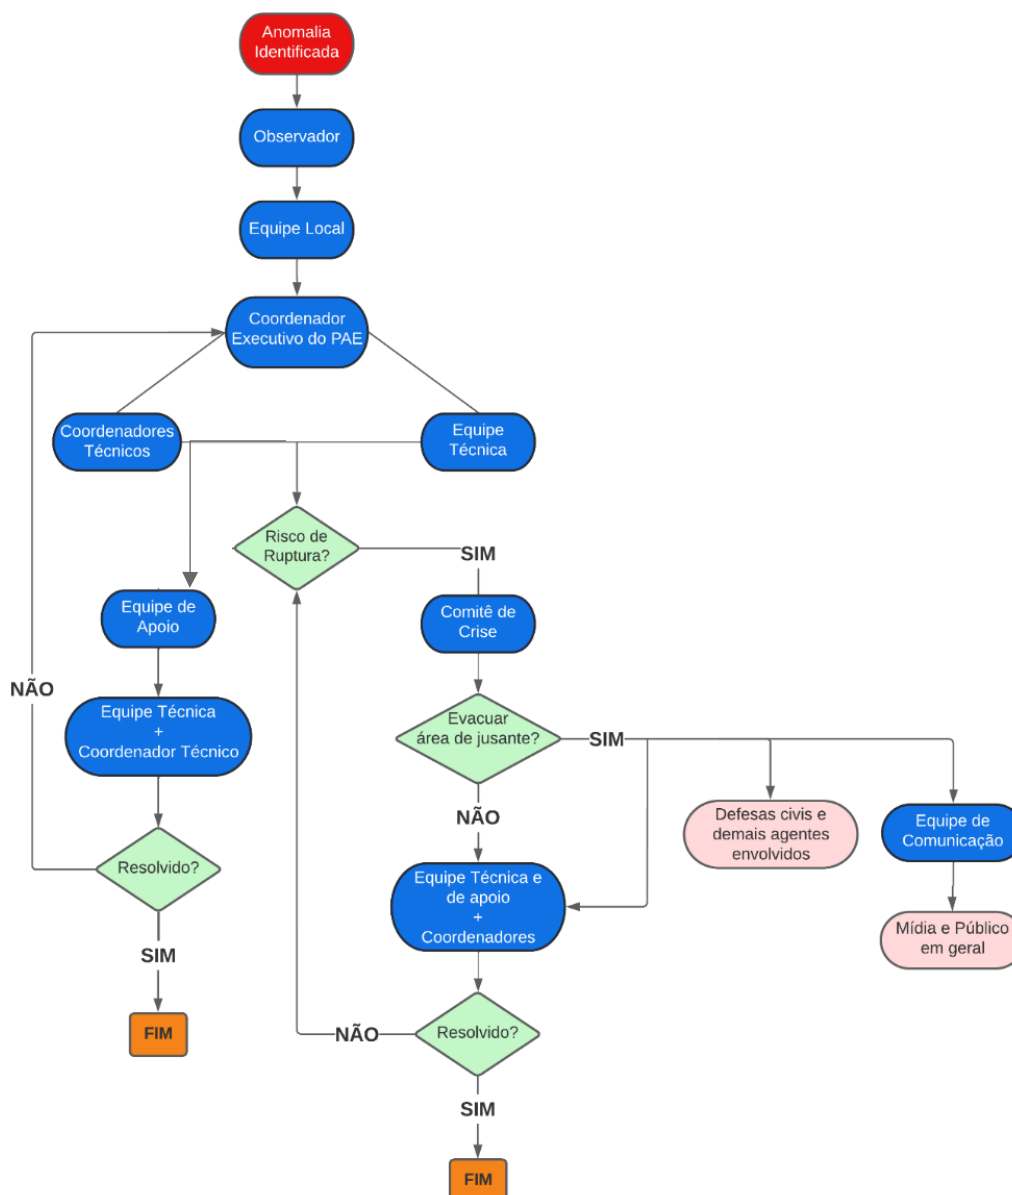 Anomalia
Identificada
Observador
Equipe Local
Coordenador
Executivo do PAE
Coordenadores
Técnicos
Equipe
Técnica
Risco de
Ruptura?
SIM
Equipe de
Apoio
Comitê de
Crise
NÃO
Equipe Técnica
+
Coordenador Técnico
Evacuar
área de jusante?
SIM
NÃO
Defesas civis e
demais agentes
envolvidos
Equipe de
Comunicação
Resolvido?
Equipe Técnica e
de apoio
+
Coordenadores
Mídia e Público
em geral
SIM
FIM
NÃO
Resolvido?
SIM
FIM